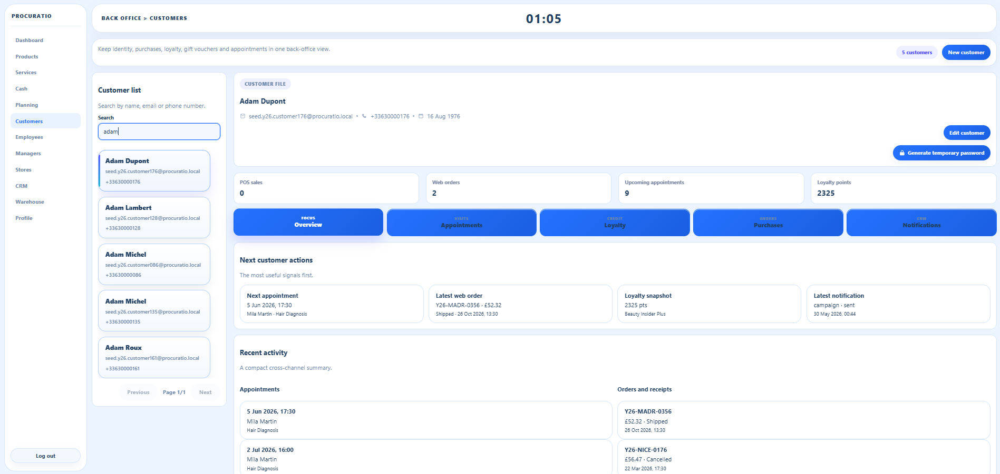 PROCURATIO
Dashboard
Products
Services
Cash
Planning
Customers
Employees
Managers
Stores
CRM
Warehouse
Profile
Log out
BACK OFFICE > CUSTOMERS
01:05
Keep identity, purchases, loyalty, gift vouchers and appointments in one back-office view.
5 customers
New customer
Customer list
Search by name, email or phone number.
Search
adam
Adam Dupont
seed.y26.customer176@procuratio.local
+33630000176
Adam Lambert
seed.y26.customer128@procuratio.local
+33630000128
Adam Michel
seed.y26.customer086@procuratio.local
+33630000086
Adam Michel
seed.y26.customer135@procuratio.local
+33630000135
Adam Roux
seed.y26.customer161@procuratio.local
+33630000161
Previous
Page 1/1
Next
CUSTOMER FILE
Adam Dupont
seed.y26.customer176@procuratio.local • +33630000176 • 16 Aug 1976
Edit customer
Generate temporary password
POS sales
0
Web orders
2
Upcoming appointments
9
Loyalty points
2325
FOCUS
Overview
VISITS
Appointments
CREDIT
Loyalty
ORDERS
Purchases
CRM
Notifications
Next customer actions
The most useful signals first.
Next appointment
5 Jun 2026, 17:30
Mila Martin · Hair Diagnosis
Latest web order
Y26-MADR-0356 · £52.32
Shipped · 26 Oct 2026, 13:30
Loyalty snapshot
2325 pts
Beauty Insider Plus
Latest notification
campaign · sent
30 May 2026, 00:44
Recent activity
A compact cross-channel summary.
Appointments
5 Jun 2026, 17:30
Mila Martin
Hair Diagnosis
2 Jul 2026, 16:00
Mila Martin
Hair Diagnosis
Orders and receipts
Y26-MADR-0356
£52.32 · Shipped
26 Oct 2026, 13:30
Y26-NICE-0176
£56.47 · Cancelled
22 Mar 2026, 17:30